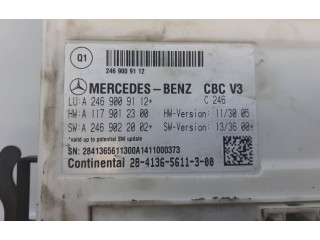 Q1
246 900 91 12
MERCEDES-BENZ CBC V3
LU:A 246 900 91 12* C 246
HW:A 117 901 23 00 HW-Version: 11/30.05
SW:A 246 902 20 02* SW-Version: 13/36.00*
*valid up to potential SW update
SN: 2841365611300A1411000373
Continental 28-4136-5611-3-00